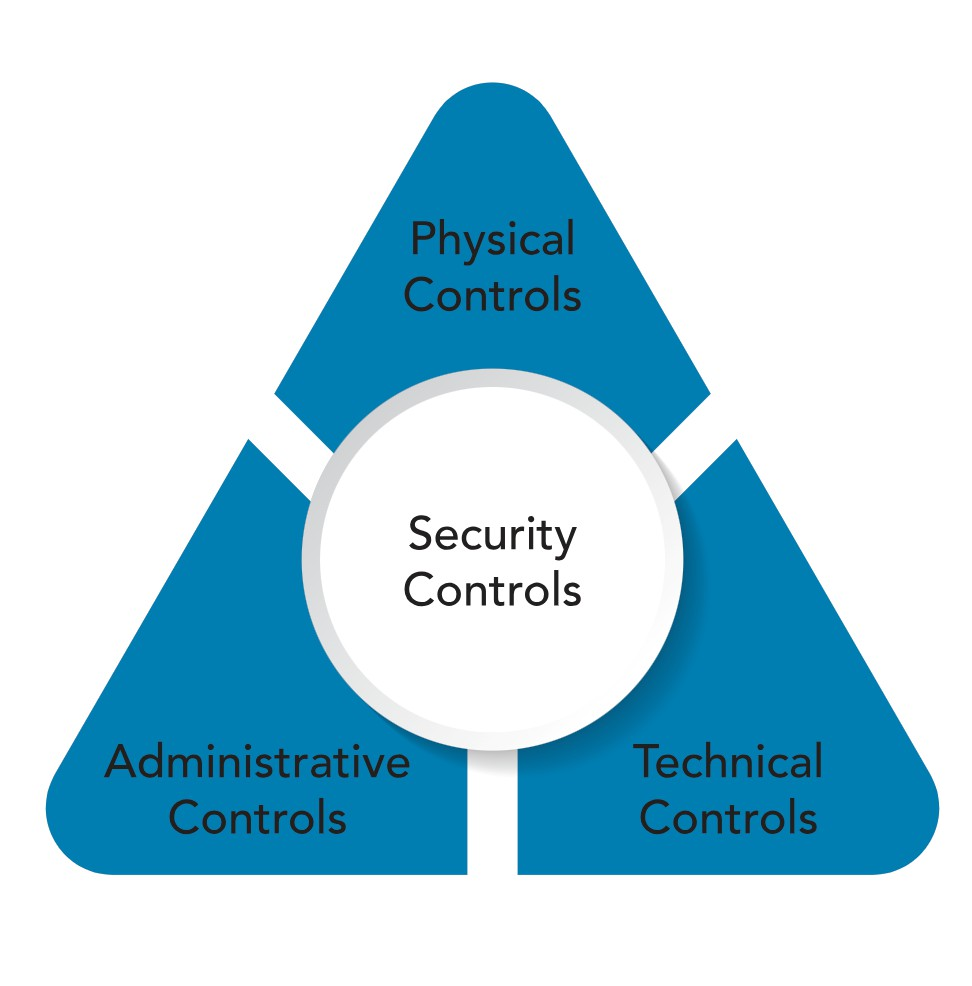 Physical
Controls
Security
Controls
Administrative
Controls
Technical
Controls